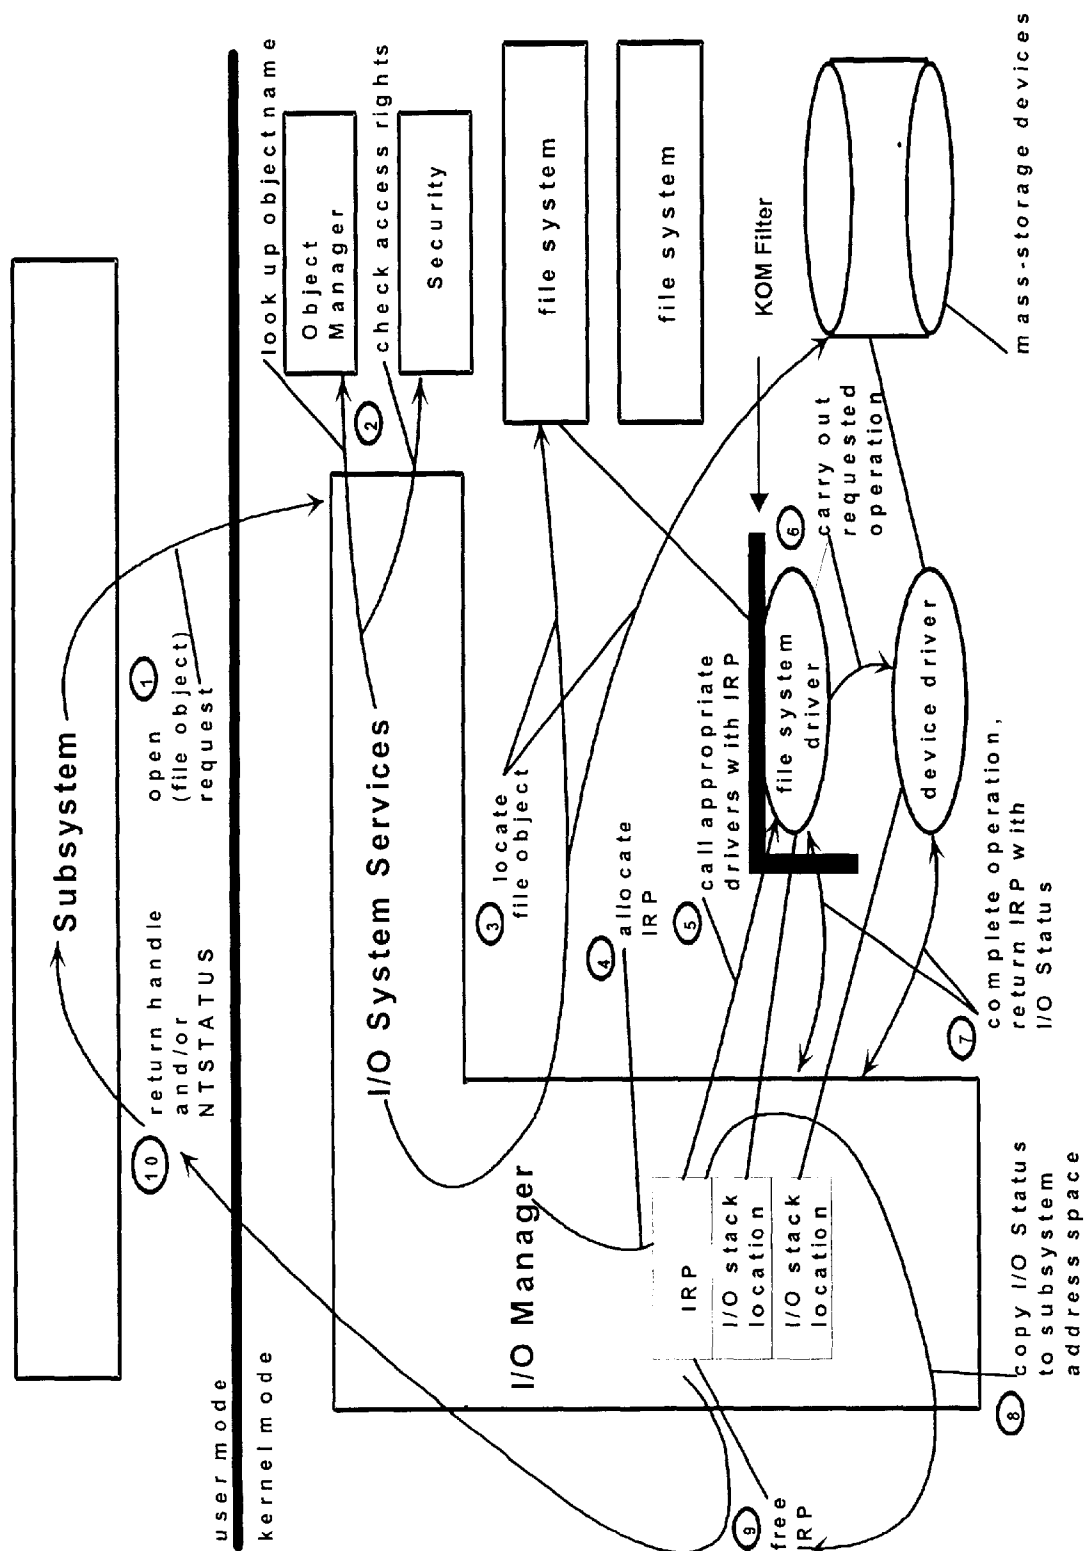 user mode
kernel mode
Subsystem
1
open
(file object)
request
10
return handle
and/or
NTSTATUS
look up object name
Object
Manager
2
check access rights
Security
I/O System Services
I/O Manager
3
locate
file object
file system
file system
4
allocate
IRP
5
call appropriate
drivers with IRP
KOM Filter
file system
driver
6
carry out
requested
operation
device driver
mass-storage devices
IRP
I/O stack
location
I/O stack
location
7
complete operation,
return IRP with
I/O Status
8
copy I/O Status
to subsystem
address space
9
free
IRP